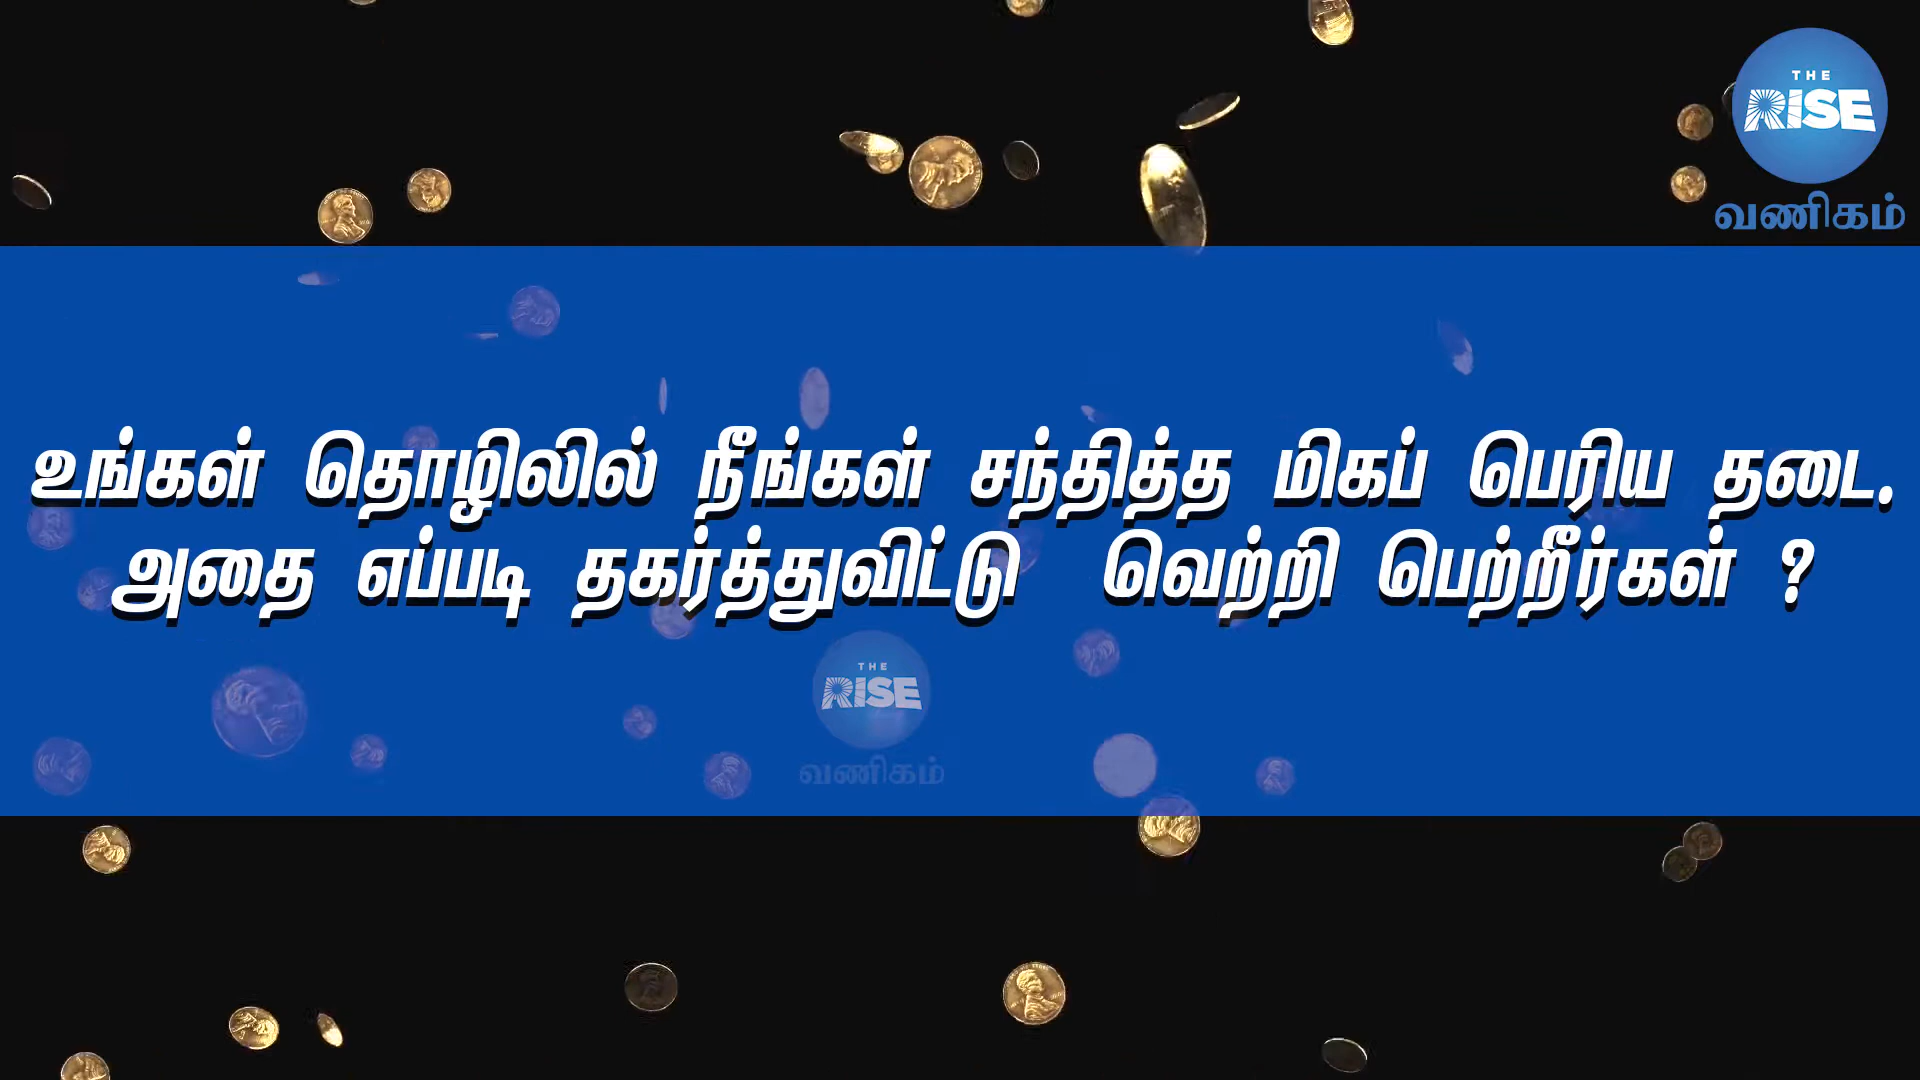 THE
RISE
வணிகம்
உங்கள் தொழிலில் நீங்கள் சந்தித்த மிகப் பெரிய தடை.
அதை எப்படி தகர்த்துவிட்டு வெற்றி பெற்றீர்கள் ?
THE
RISE
வணிகம்